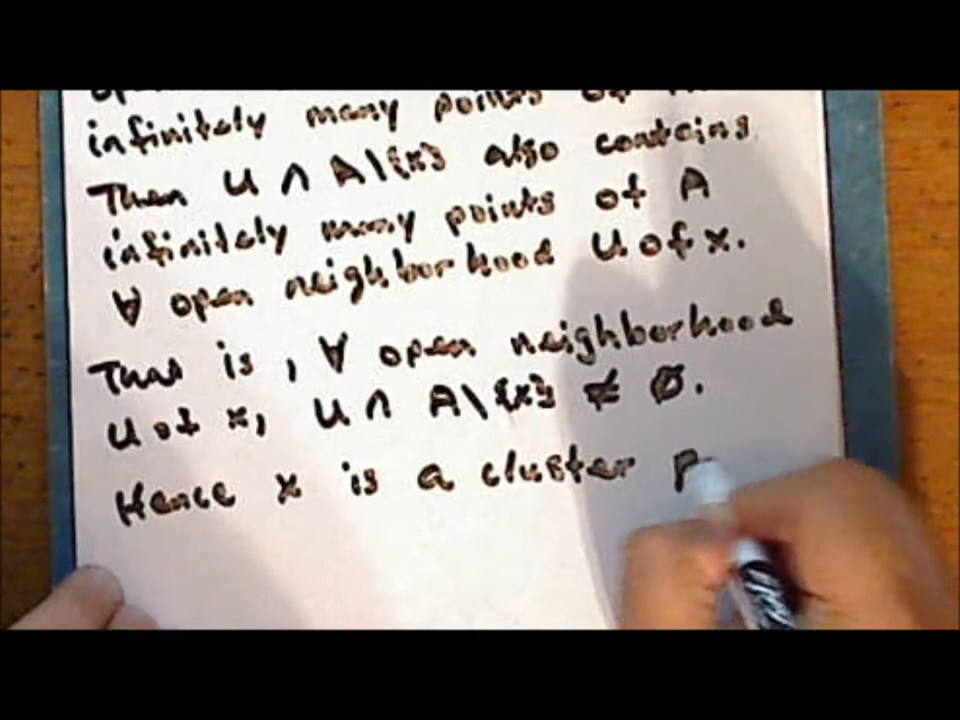 infinitely many points of
Then U ∩ A\{x} also contains
infinitely many points of A
∀ open neighborhood U of x.
That is, ∀ open neighborhood
U of x, U ∩ A\{x} ≠ ∅.
Hence x is a cluster p